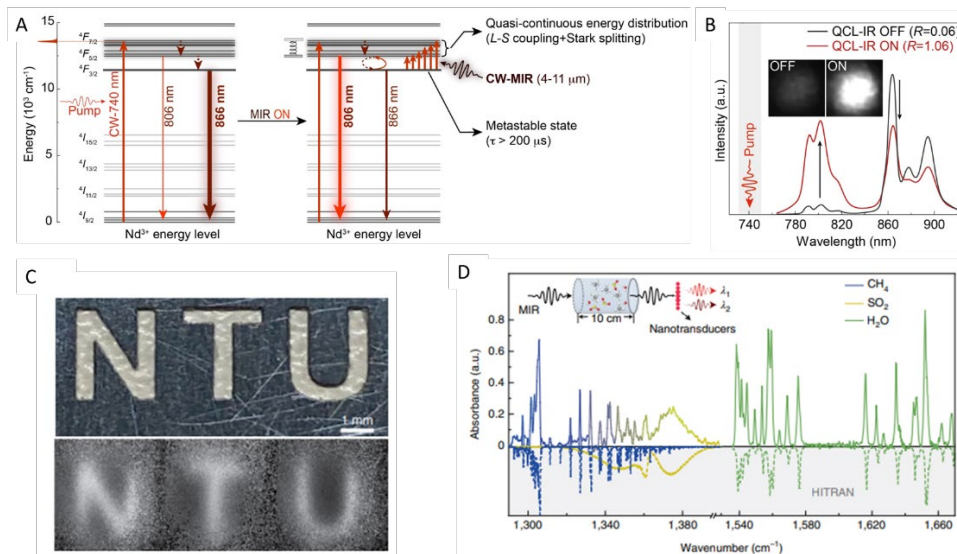 A
15
10
5
0
Energy (10³ cm⁻¹)
⁴F₇/₂
⁴F₅/₂
⁴F₃/₂
⁴I₁₅/₂
⁴I₁₃/₂
⁴I₁₁/₂
⁴I₉/₂
Pump
CW-740 nm
806 nm
866 nm
MIR ON
806 nm
866 nm
Nd³⁺ energy level
Nd³⁺ energy level
Quasi-continuous energy distribution
(L-S coupling+Stark splitting)
CW-MIR (4-11 μm)
Metastable state
(τ > 200 μs)
B
QCL-IR OFF (R=0.06)
QCL-IR ON (R=1.06)
OFF
ON
Pump
Intensity (a.u.)
740 780 820 860 900
Wavelength (nm)
C
NTU
1 mm
NTU
D
MIR
10 cm
λ₁
λ₂
Nanotransducers
CH₄
SO₂
H₂O
Absorbance (a.u.)
0.8
0.4
0.2
0
HITRAN
1,300 1,340 1,380 1,540 1,580 1,620 1,660
Wavenumber (cm⁻¹)